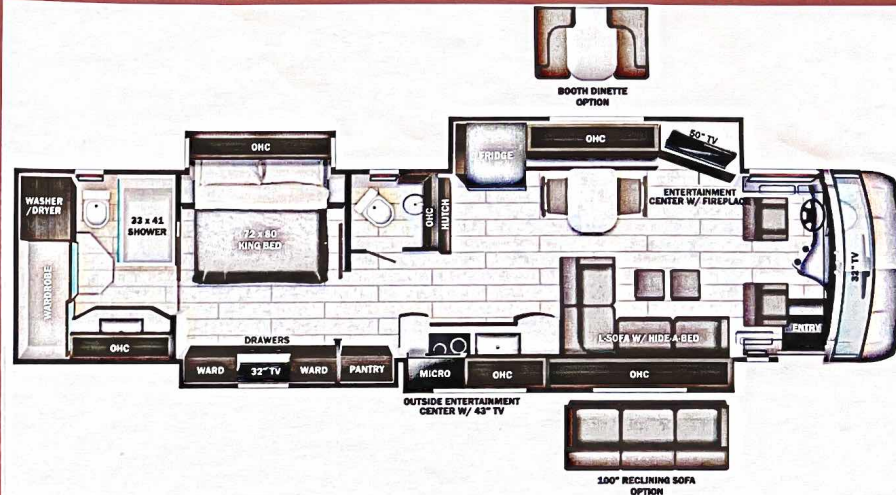 BOOTH DINETTE
OPTION
OHC
OHC
50" TV
FRIDGE
ENTERTAINMENT
CENTER W/ FIREPLACE
WASHER
/DRYER
33 x 41
SHOWER
72 x 80
KING BED
OHC
HUTCH
WARDROBE
32" TV
ENTRY
L-SOFA W/ HIDE-A-BED
OHC
DRAWERS
WARD
32" TV
WARD
PANTRY
MICRO
OHC
OHC
OUTSIDE ENTERTAINMENT
CENTER W/ 43" TV
100" RECLINING SOFA
OPTION